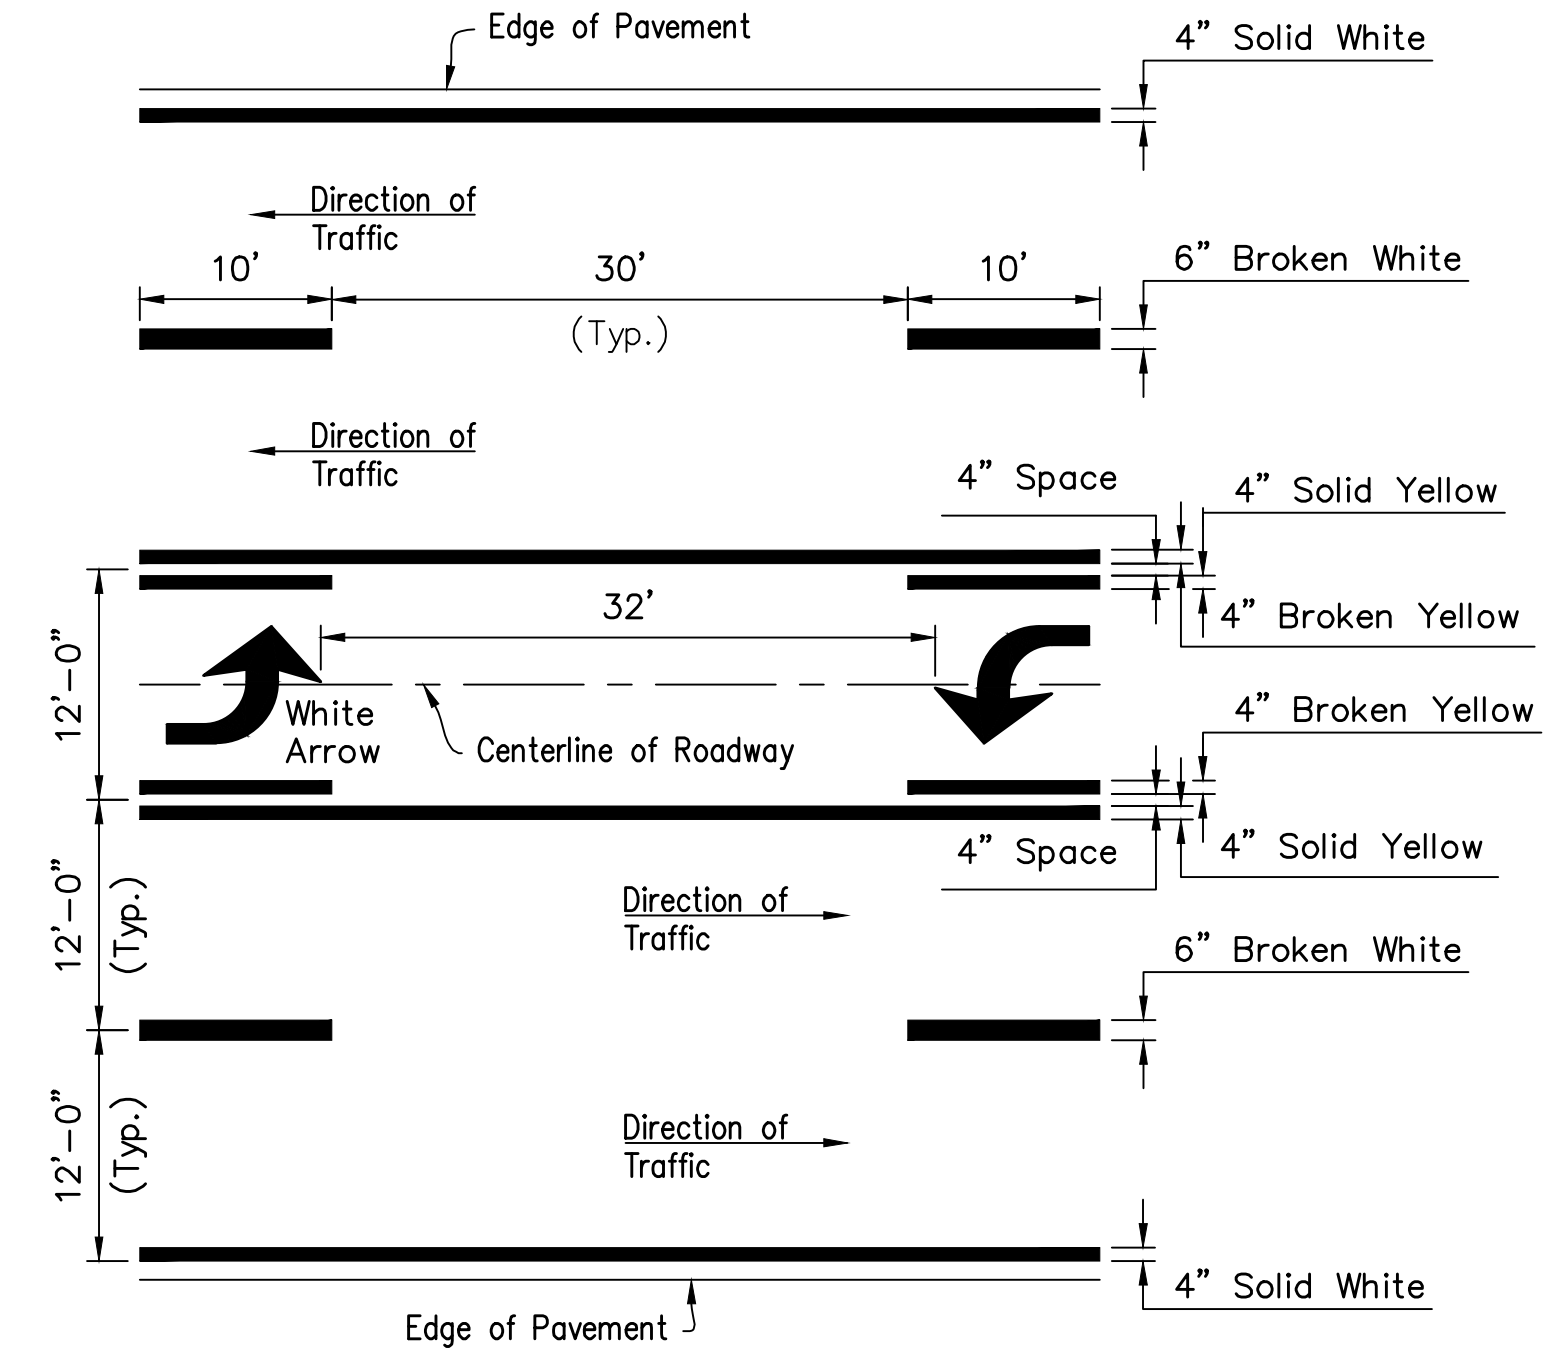 Edge of Pavement
4” Solid White
Direction of
Traffic
10’
30’
10’
6” Broken White
(Typ.)
Direction of
Traffic
4” Space
4” Solid Yellow
32’
4” Broken Yellow
12’–0”
White
Arrow
Centerline of Roadway
4” Broken Yellow
4” Space
4” Solid Yellow
12’–0”
(Typ.)
Direction of
Traffic
6” Broken White
12’–0”
(Typ.)
Direction of
Traffic
4” Solid White
Edge of Pavement